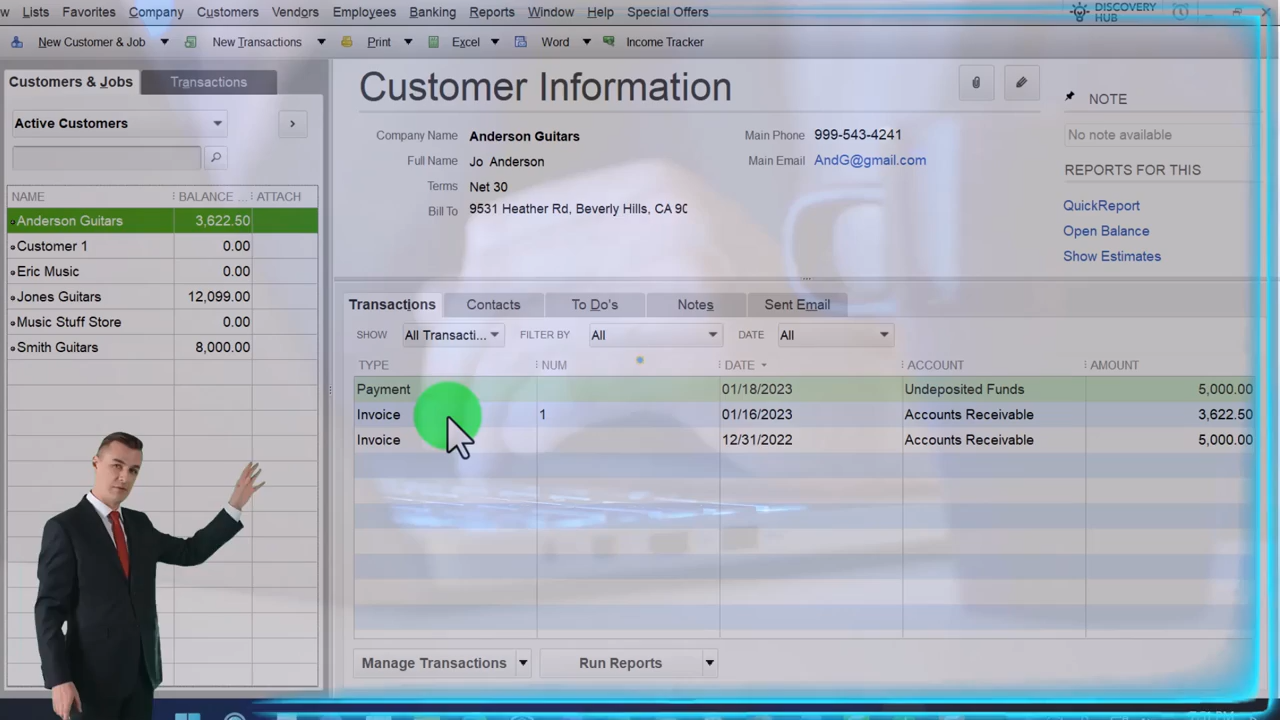 w Lists Favorites Company Customers Vendors Employees Banking Reports Window Help Special Offers DISCOVERY HUB
New Customer & Job New Transactions Print Excel Word Income Tracker
Customers & Jobs Transactions
Active Customers
NAME BALANCE ... ATTACH
Anderson Guitars 3,622.50
Customer 1 0.00
Eric Music 0.00
Jones Guitars 12,099.00
Music Stuff Store 0.00
Smith Guitars 8,000.00
Customer Information
Company Name Anderson Guitars
Full Name Jo Anderson
Terms Net 30
Bill To 9531 Heather Rd, Beverly Hills, CA 90
Main Phone 999-543-4241
Main Email AndG@gmail.com
NOTE
No note available
REPORTS FOR THIS
QuickReport
Open Balance
Show Estimates
Transactions Contacts To Do's Notes Sent Email
SHOW All Transacti... FILTER BY All DATE All
TYPE NUM DATE ACCOUNT AMOUNT
Payment 01/18/2023 Undeposited Funds 5,000.00
Invoice 1 01/16/2023 Accounts Receivable 3,622.50
Invoice 12/31/2022 Accounts Receivable 5,000.00
Manage Transactions Run Reports